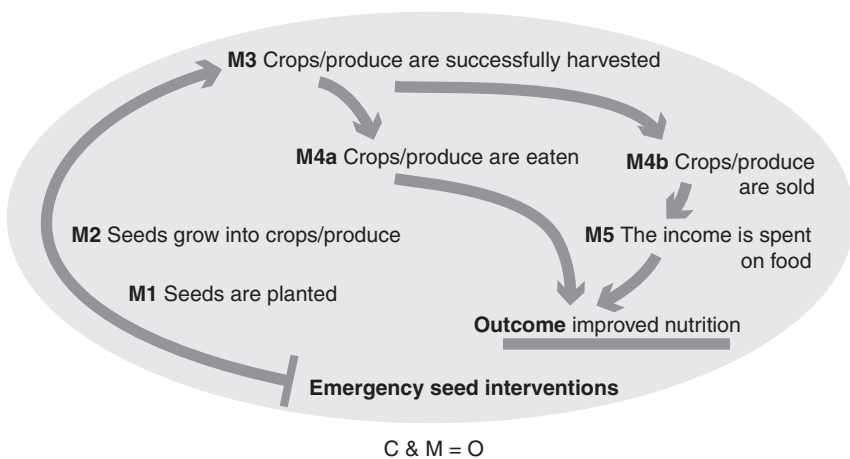 M3 Crops/produce are successfully harvested
M4a Crops/produce are eaten
M4b Crops/produce
are sold
M2 Seeds grow into crops/produce
M5 The income is spent
on food
M1 Seeds are planted
Outcome improved nutrition
Emergency seed interventions
C & M = O